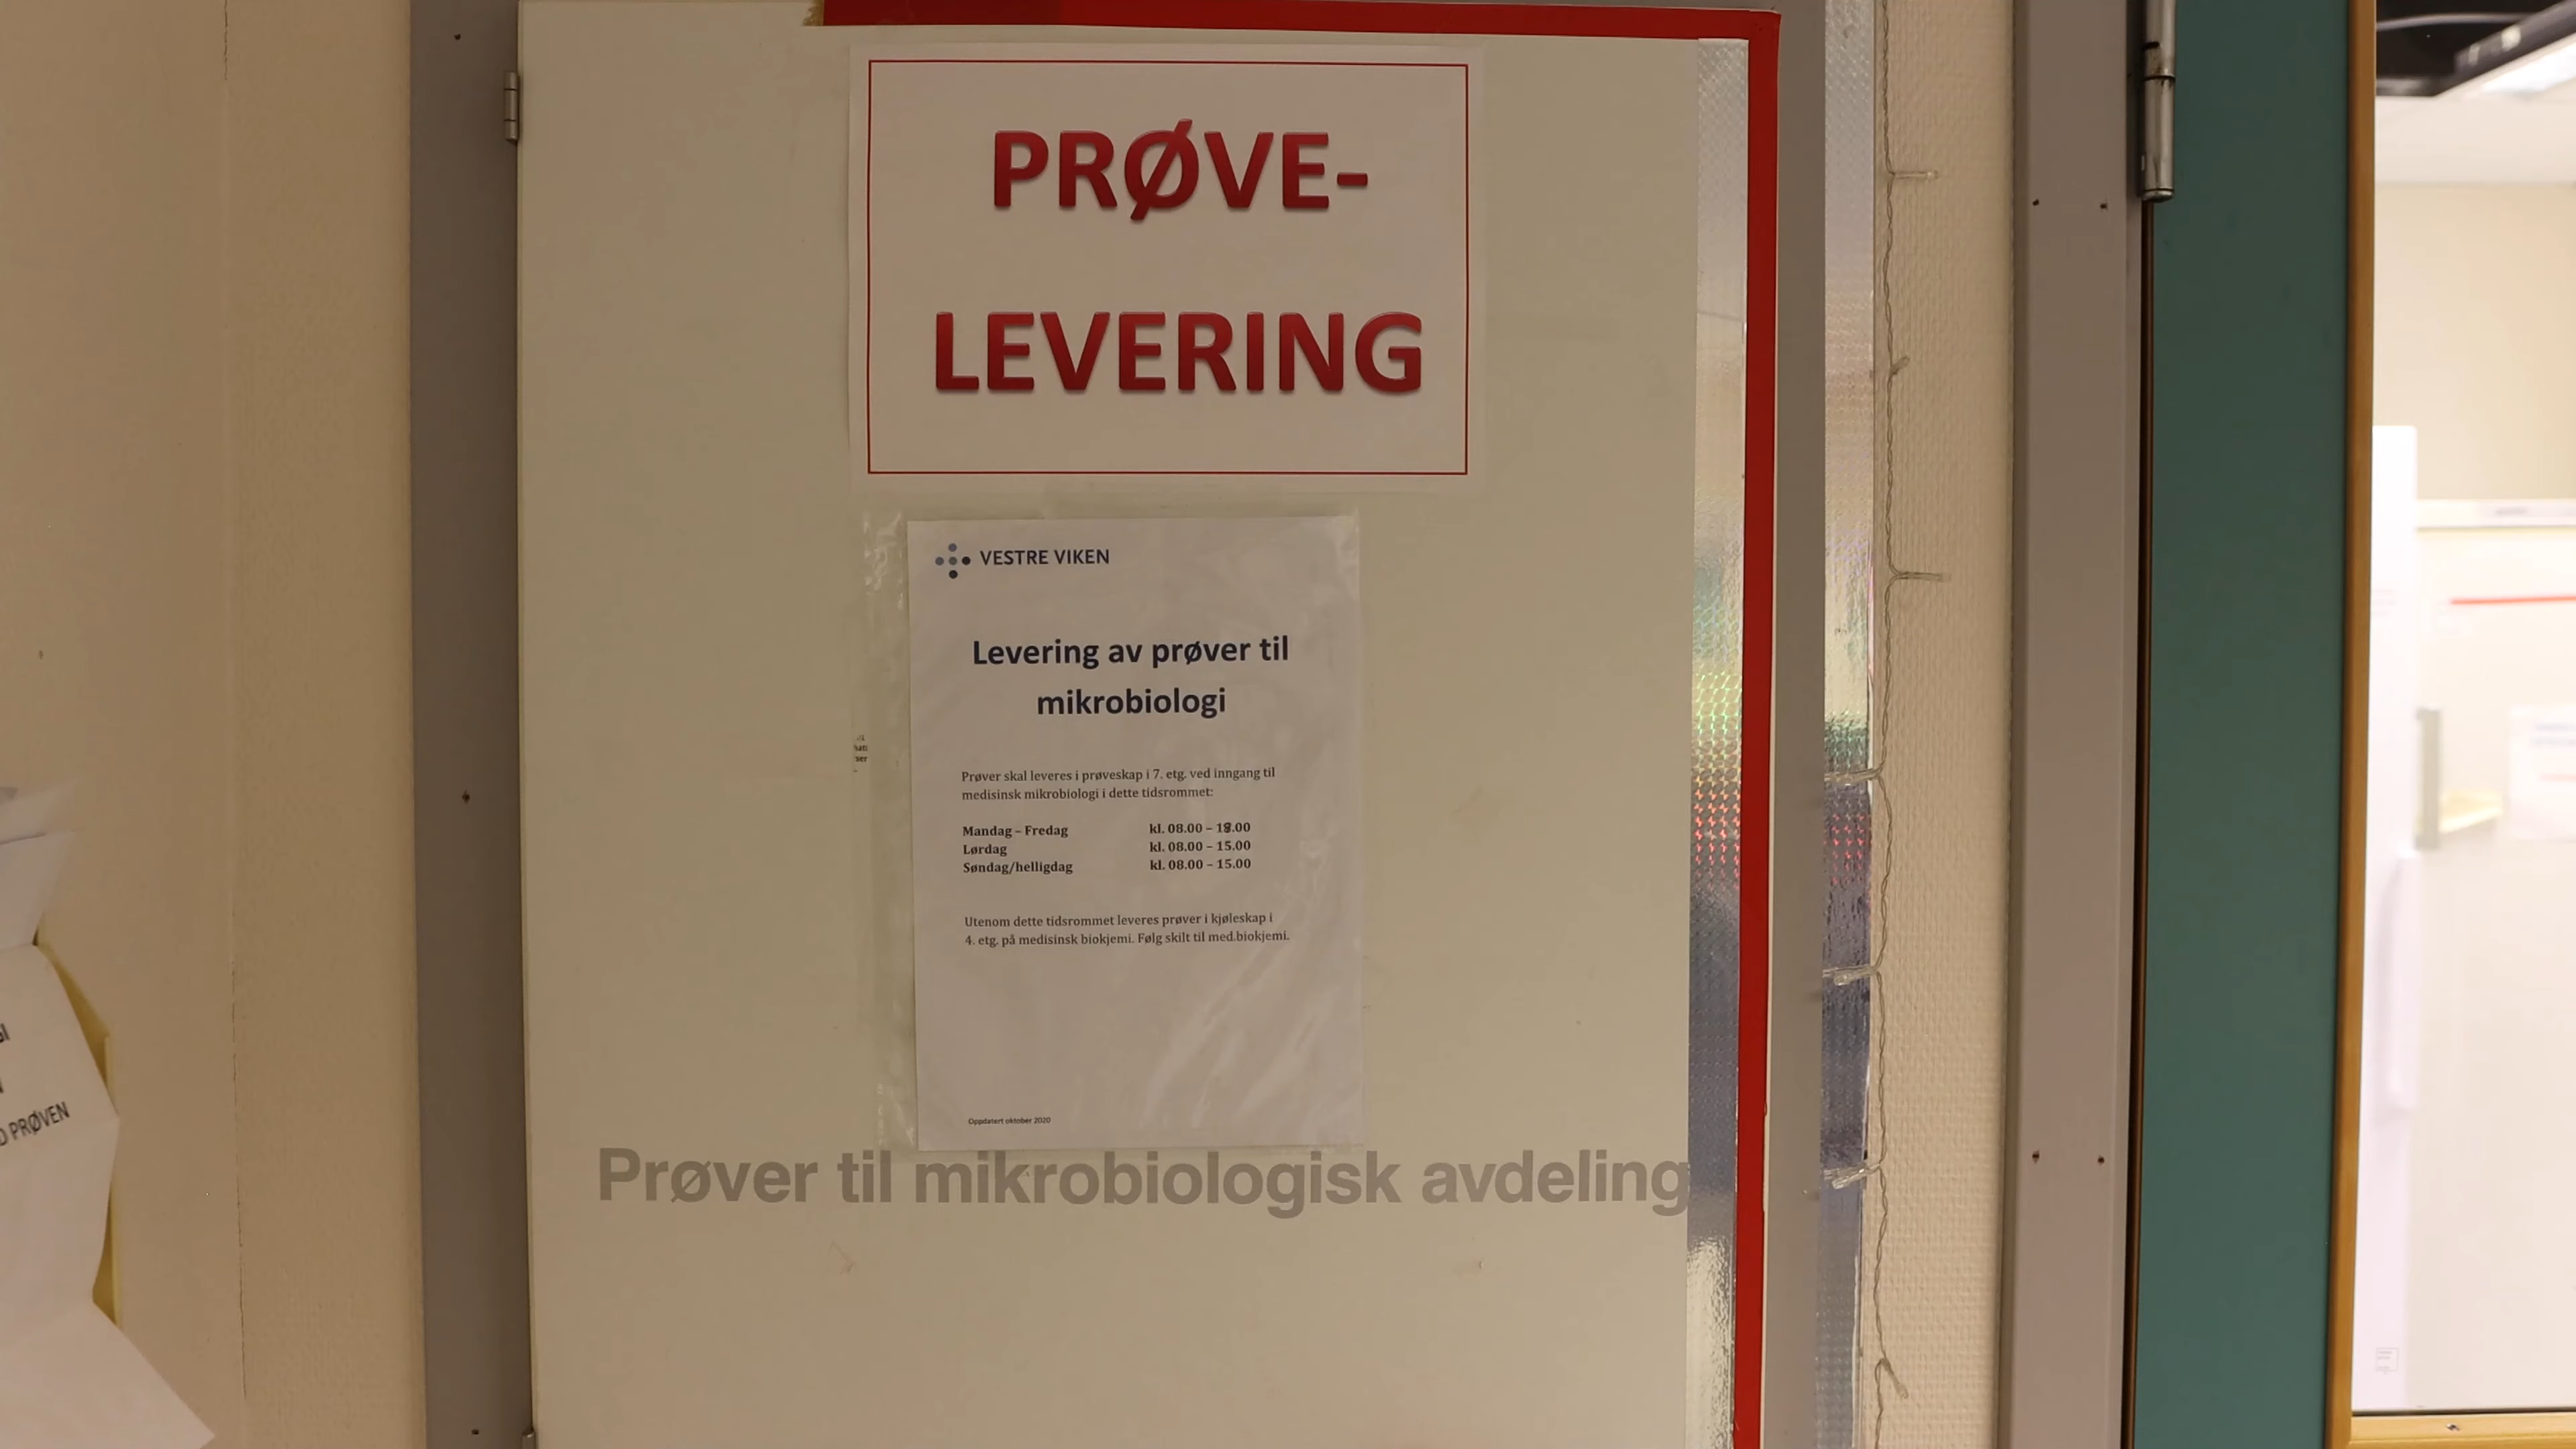 PRØVE-
LEVERING
VESTRE VIKEN
Levering av prøver til
mikrobiologi
Prøver skal leveres i prøveskap i 7. etg. ved inngang til
medisinsk mikrobiologi i dette tidsrommet:
Mandag – Fredag kl. 08.00 – 18.00
Lørdag kl. 08.00 – 15.00
Søndag/helligdag kl. 08.00 – 15.00
Utenom dette tidsrommet leveres prøver i kjøleskap i
4. etg. på medisinsk biokjemi. Følg skilt til med.biokjemi.
Oppdatert oktober 2020
Prøver til mikrobiologisk avdeling
PRØVEN